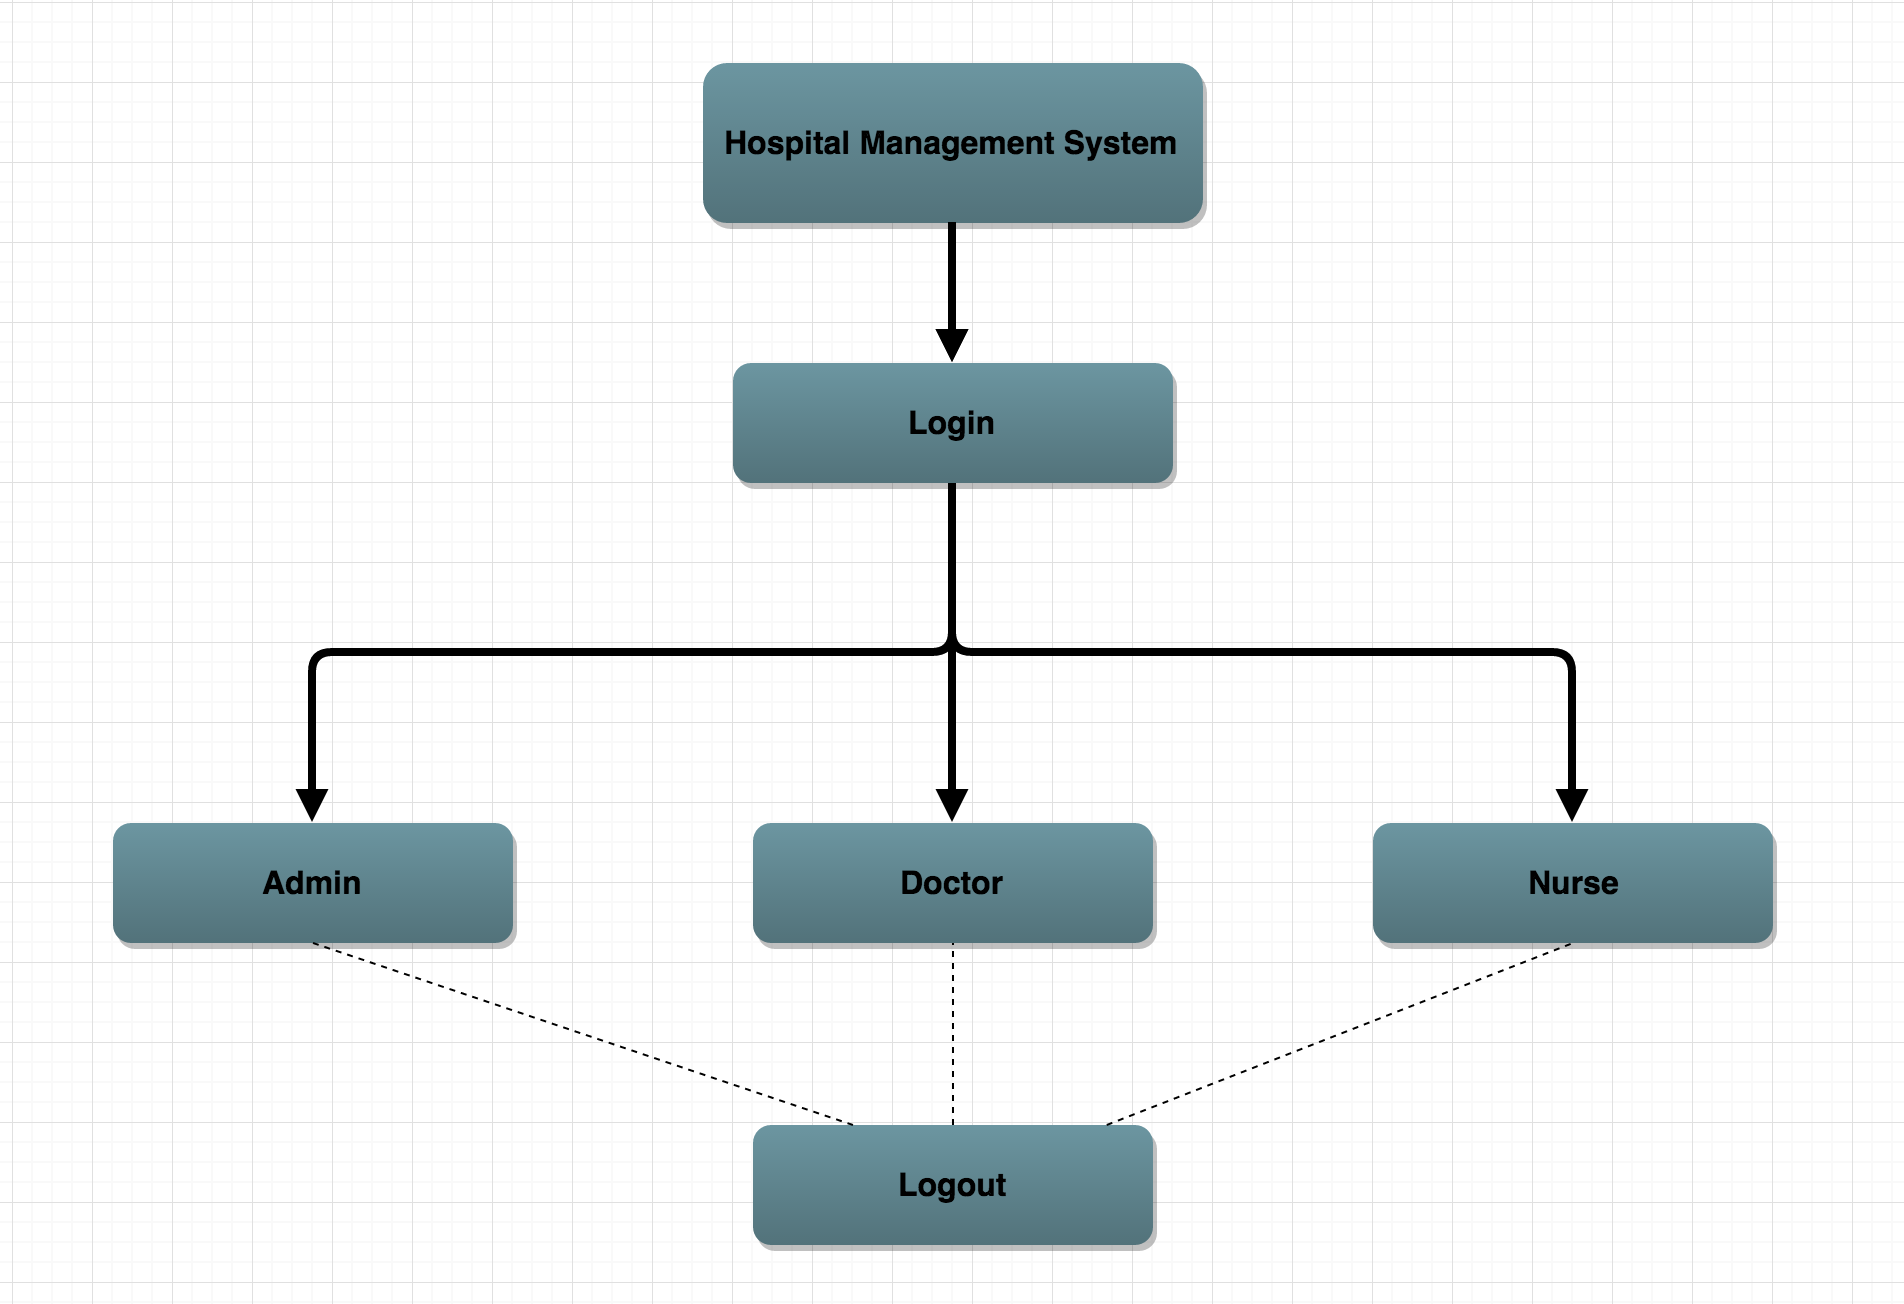 Hospital Management System
Login
Admin
Doctor
Nurse
Logout